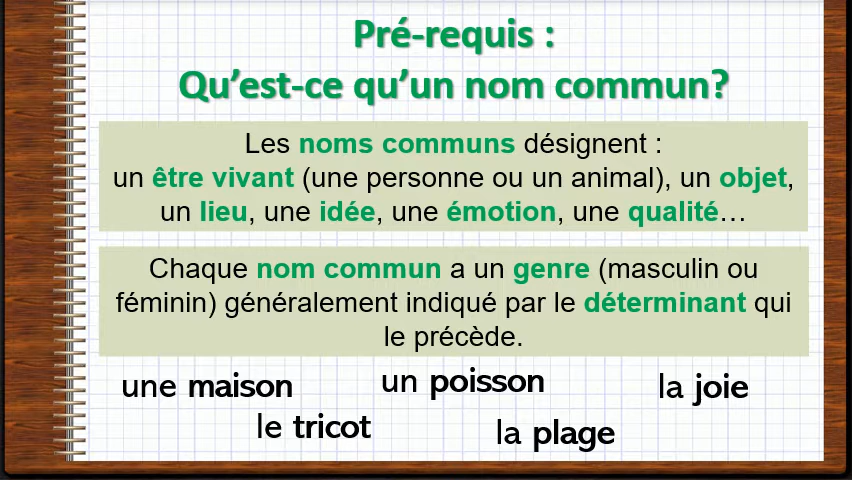 Pré-requis :
Qu’est-ce qu’un nom commun?
Les noms communs désignent :
un être vivant (une personne ou un animal), un objet,
un lieu, une idée, une émotion, une qualité…
Chaque nom commun a un genre (masculin ou
féminin) généralement indiqué par le déterminant qui
le précède.
une maison
un poisson
la joie
le tricot
la plage